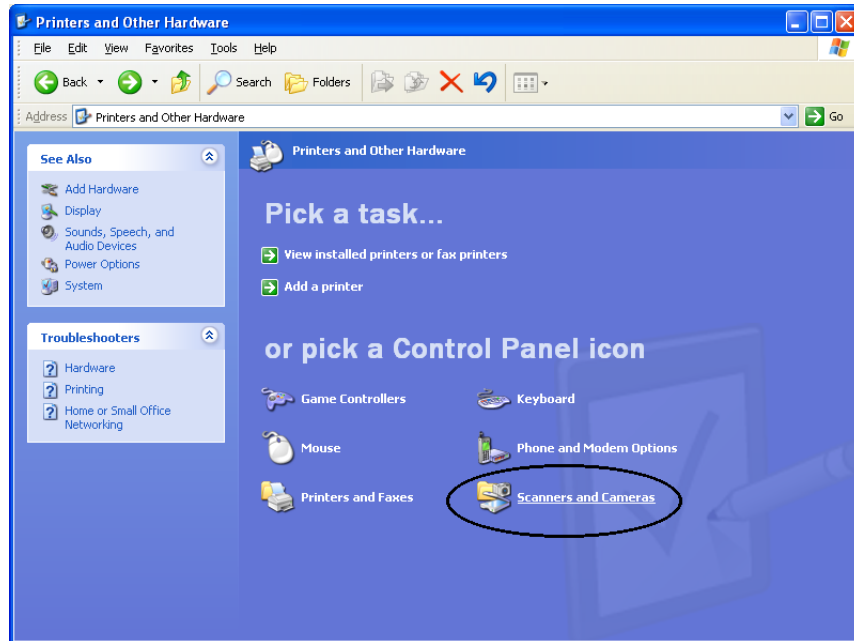 Printers and Other Hardware
File Edit View Favorites Tools Help
Back Search Folders
Address Printers and Other Hardware Go
See Also
Add Hardware
Display
Sounds, Speech, and
Audio Devices
Power Options
System
Troubleshooters
Hardware
Printing
Home or Small Office
Networking
Printers and Other Hardware
Pick a task...
View installed printers or fax printers
Add a printer
or pick a Control Panel icon
Game Controllers Keyboard
Mouse Phone and Modem Options
Printers and Faxes Scanners and Cameras